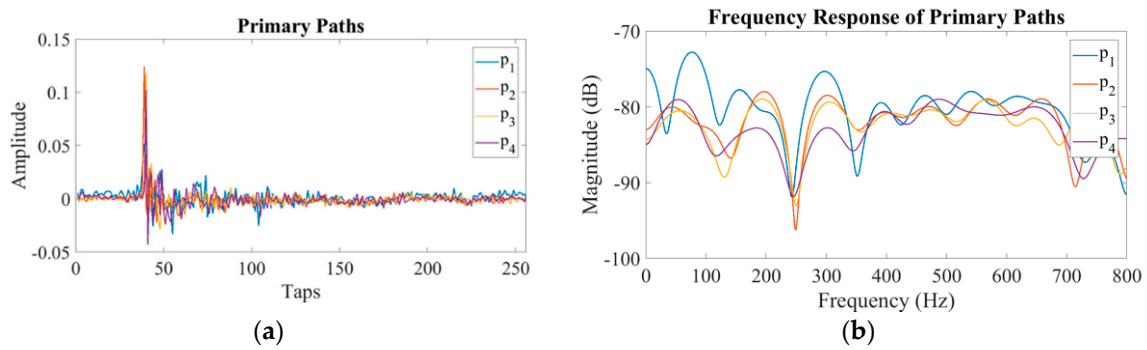 Primary Paths
0.15
0.1
0.05
0
-0.05
Amplitude
0 50 100 150 200 250
Taps
p1
p2
p3
p4
(a)
Frequency Response of Primary Paths
-70
-80
-90
-100
Magnitude (dB)
0 100 200 300 400 500 600 700 800
Frequency (Hz)
p1
p2
p3
p4
(b)